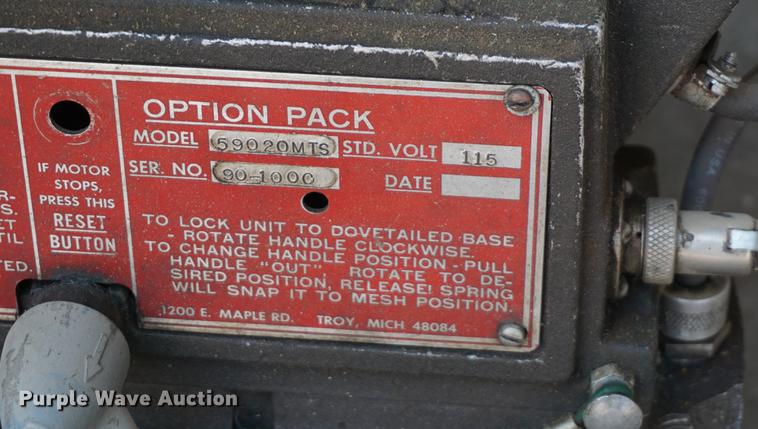 OPTION PACK
MODEL 59020MTS STD. VOLT 115
SER. NO. 90-1000 DATE
IF MOTOR
STOPS,
PRESS THIS
RESET
BUTTON
R-
S.
ET
TIL
TED.
TO LOCK UNIT TO DOVETAILED BASE
- ROTATE HANDLE CLOCKWISE.
TO CHANGE HANDLE POSITION - PULL
HANDLE "OUT" ROTATE TO DE-
SIRED POSITION, RELEASE! SPRING
WILL SNAP IT TO MESH POSITION.
1200 E. MAPLE RD. TROY, MICH 48084
Purple Wave Auction